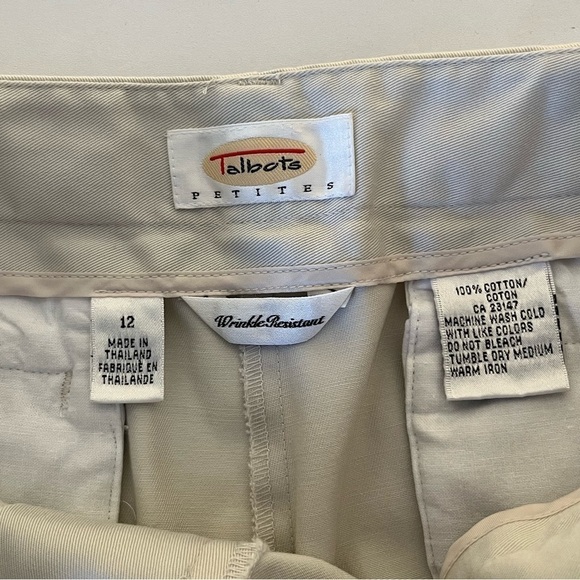 Talbots
PETITES
12
MADE IN
THAILAND
FABRIQUÉ EN
THAILANDE
Wrinkle Resistant
100% COTTON/
COTON
CA 23147
MACHINE WASH COLD
WITH LIKE COLORS
DO NOT BLEACH
TUMBLE DRY MEDIUM
WARM IRON